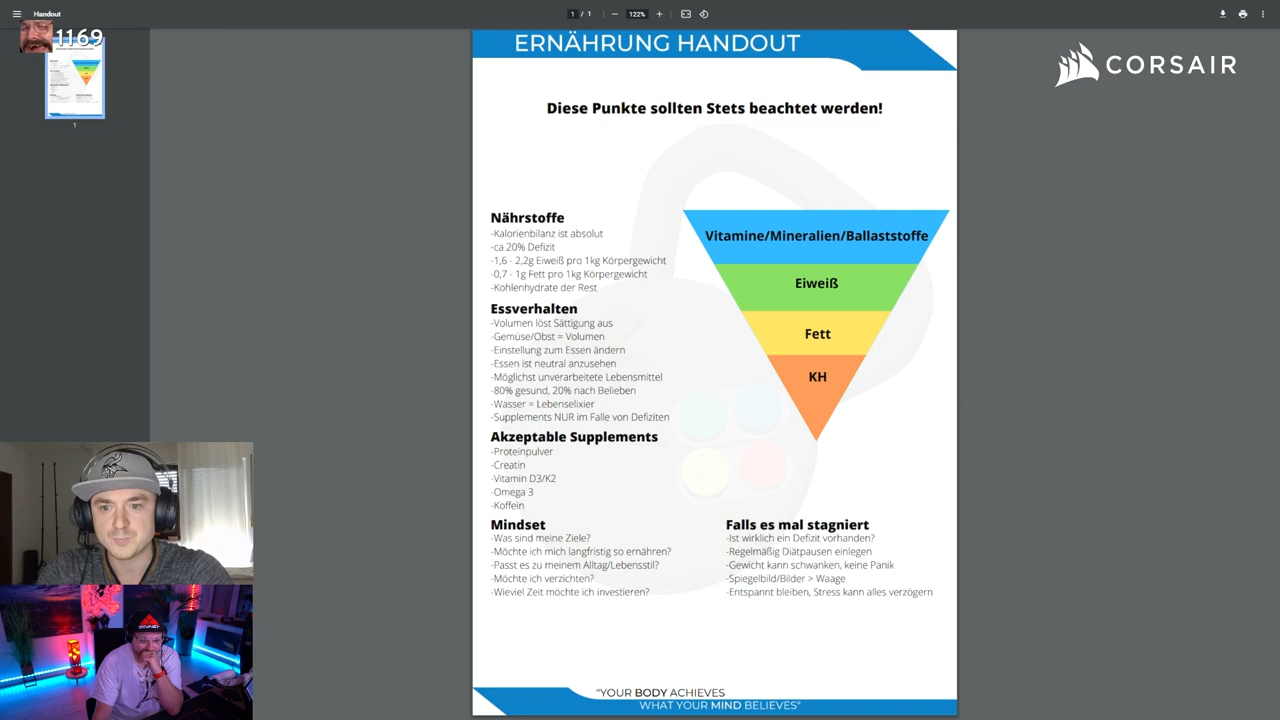 Handout
1 / 1
122%
1169
1
CORSAIR
ERNÄHRUNG HANDOUT
Diese Punkte sollten Stets beachtet werden!
Nährstoffe
-Kalorienbilanz ist absolut
-ca 20% Defizit
-1,6 - 2,2g Eiweiß pro 1kg Körpergewicht
-0,7 - 1g Fett pro 1kg Körpergewicht
-Kohlenhydrate der Rest
Essverhalten
-Volumen löst Sättigung aus
-Gemüse/Obst = Volumen
-Einstellung zum Essen ändern
-Essen ist neutral anzusehen
-Möglichst unverarbeitete Lebensmittel
-80% gesund, 20% nach Belieben
-Wasser = Lebenselixier
-Supplements NUR im Falle von Defiziten
Akzeptable Supplements
-Proteinpulver
-Creatin
-Vitamin D3/K2
-Omega 3
-Koffein
Mindset
-Was sind meine Ziele?
-Möchte ich mich langfristig so ernähren?
-Passt es zu meinem Alltag/Lebensstil?
-Möchte ich verzichten?
-Wieviel Zeit möchte ich investieren?
Vitamine/Mineralien/Ballaststoffe
Eiweiß
Fett
KH
Falls es mal stagniert
-Ist wirklich ein Defizit vorhanden?
-Regelmäßig Diätpausen einlegen
-Gewicht kann schwanken, keine Panik
-Spiegelbild/Bilder > Waage
-Entspannt bleiben, Stress kann alles verzögern
"YOUR BODY ACHIEVES
WHAT YOUR MIND BELIEVES"